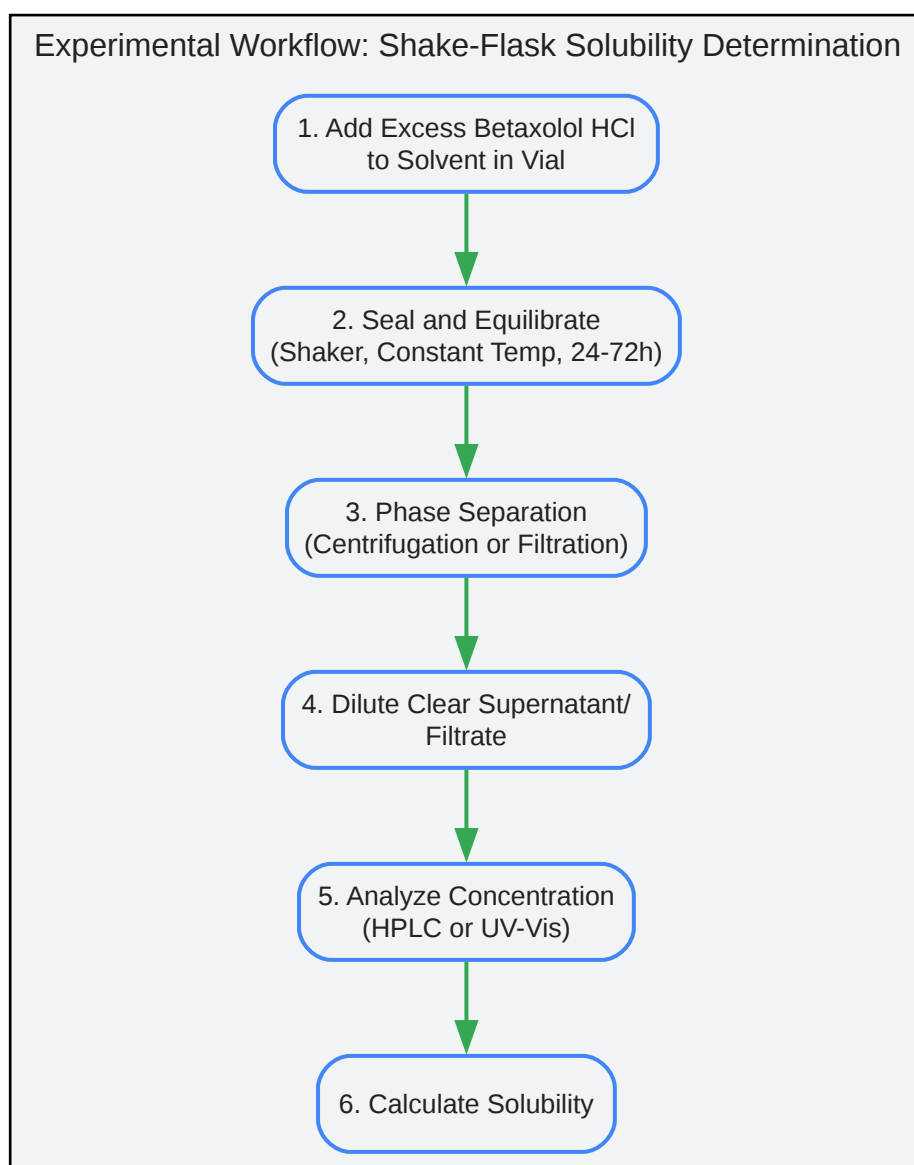 Experimental Workflow: Shake-Flask Solubility Determination
1. Add Excess Betaxolol HCl
to Solvent in Vial
2. Seal and Equilibrate
(Shaker, Constant Temp, 24-72h)
3. Phase Separation
(Centrifugation or Filtration)
4. Dilute Clear Supernatant/
Filtrate
5. Analyze Concentration
(HPLC or UV-Vis)
6. Calculate Solubility